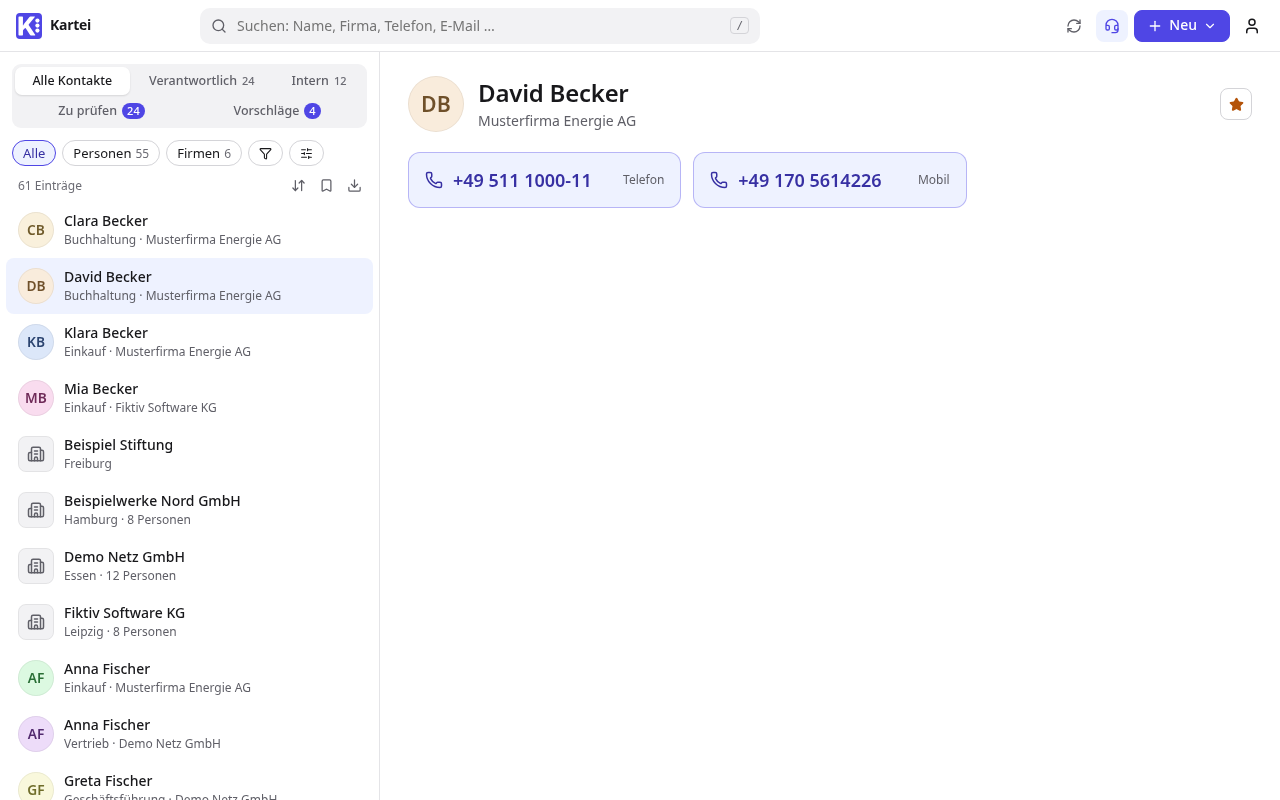 Kartei
Suchen: Name, Firma, Telefon, E-Mail ...
/
Neu
Alle Kontakte
Verantwortlich 24
Intern 12
Zu prüfen 24
Vorschläge 4
Alle
Personen 55
Firmen 6
61 Einträge
CB
Clara Becker
Buchhaltung · Musterfirma Energie AG
DB
David Becker
Buchhaltung · Musterfirma Energie AG
KB
Klara Becker
Einkauf · Musterfirma Energie AG
MB
Mia Becker
Einkauf · Fiktiv Software KG
Beispiel Stiftung
Freiburg
Beispielwerke Nord GmbH
Hamburg · 8 Personen
Demo Netz GmbH
Essen · 12 Personen
Fiktiv Software KG
Leipzig · 8 Personen
AF
Anna Fischer
Einkauf · Musterfirma Energie AG
AF
Anna Fischer
Vertrieb · Demo Netz GmbH
GF
Greta Fischer
Geschäftsführung · Demo Netz GmbH
DB
David Becker
Musterfirma Energie AG
+49 511 1000-11 Telefon
+49 170 5614226 Mobil